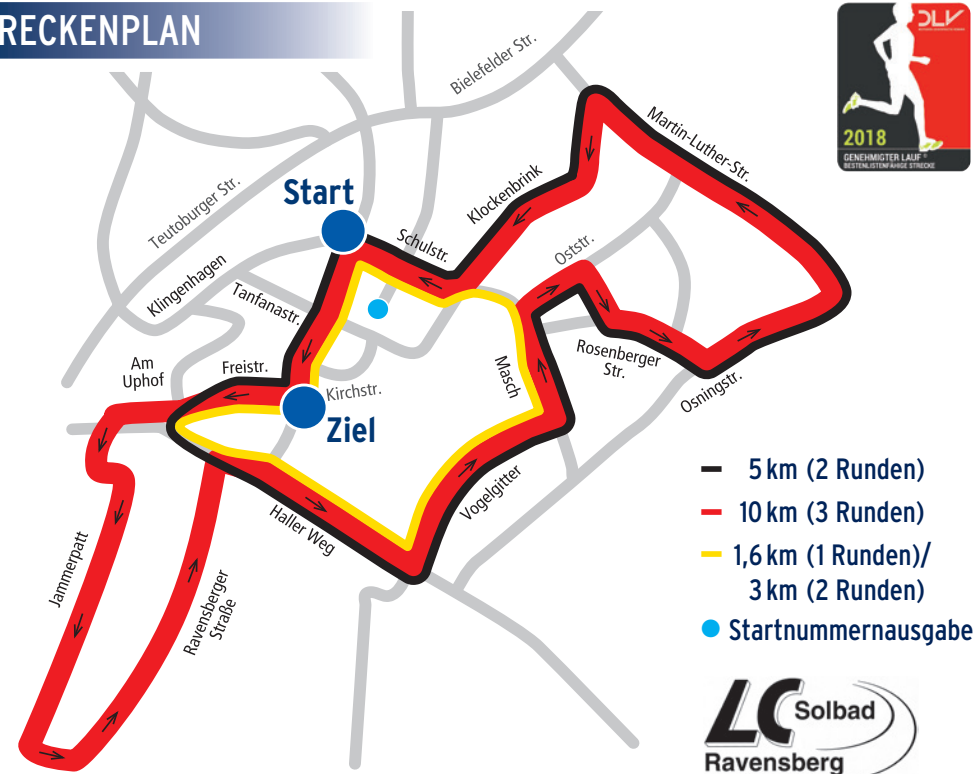 RECKENPLAN
DLV
2018
GENEHMIGTER LAUF ©
BESTENLISTENFÄHIGE STRECKE
Bielefelder Str.
Martin-Luther-Str.
Klockenbrink
Teutoburger Str.
Start
Schulstr.
Oststr.
Klingenhagen
Tanfanastr.
Am
Uphof
Freistr.
Kirchstr.
Ziel
Masch
Rosenberger
Str.
Osningstr.
Haller Weg
Vogelgitter
Jammerpatt
Ravensberger
Straße
5 km (2 Runden)
10 km (3 Runden)
1,6 km (1 Runden)/
3 km (2 Runden)
Startnummernausgabe
LC Solbad
Ravensberg